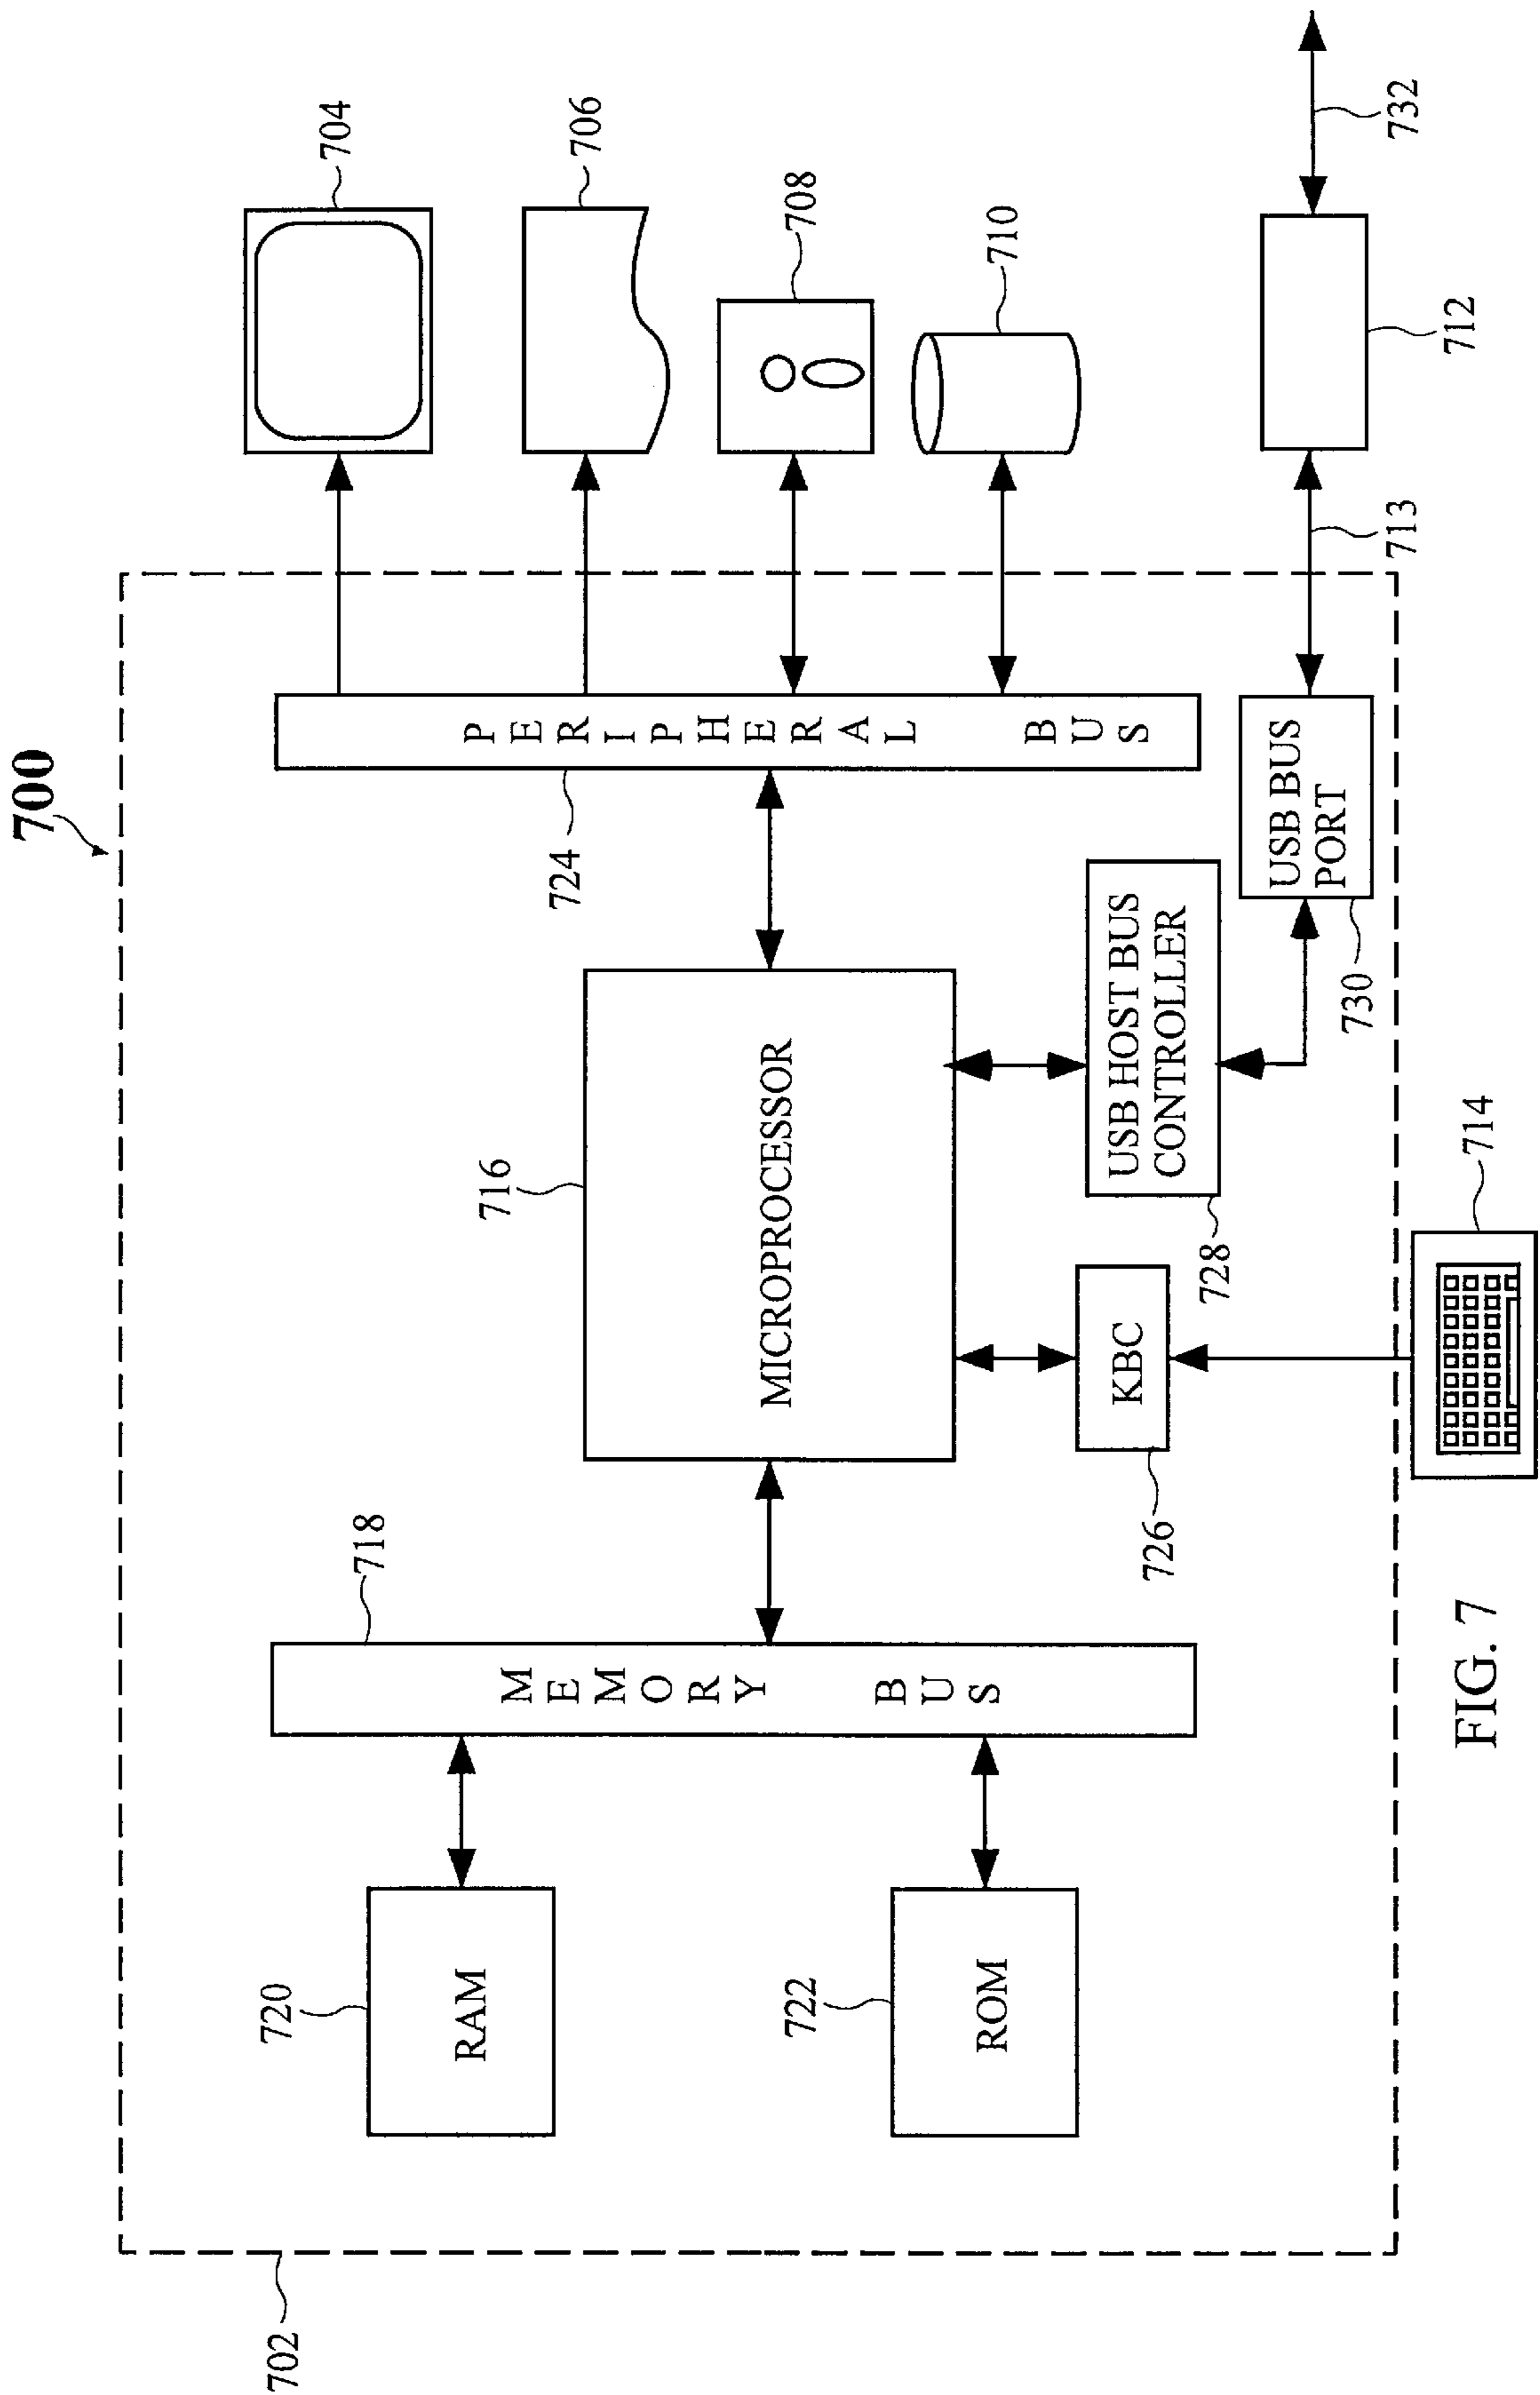 700
702
720
RAM
722
ROM
718
MEMORY BUS
716
MICROPROCESSOR
726
KBC
728
USB HOST BUS
CONTROLLER
724
PERIPHERAL BUS
730
USB BUS
PORT
704
706
708
710
712
713
732
714
FIG. 7